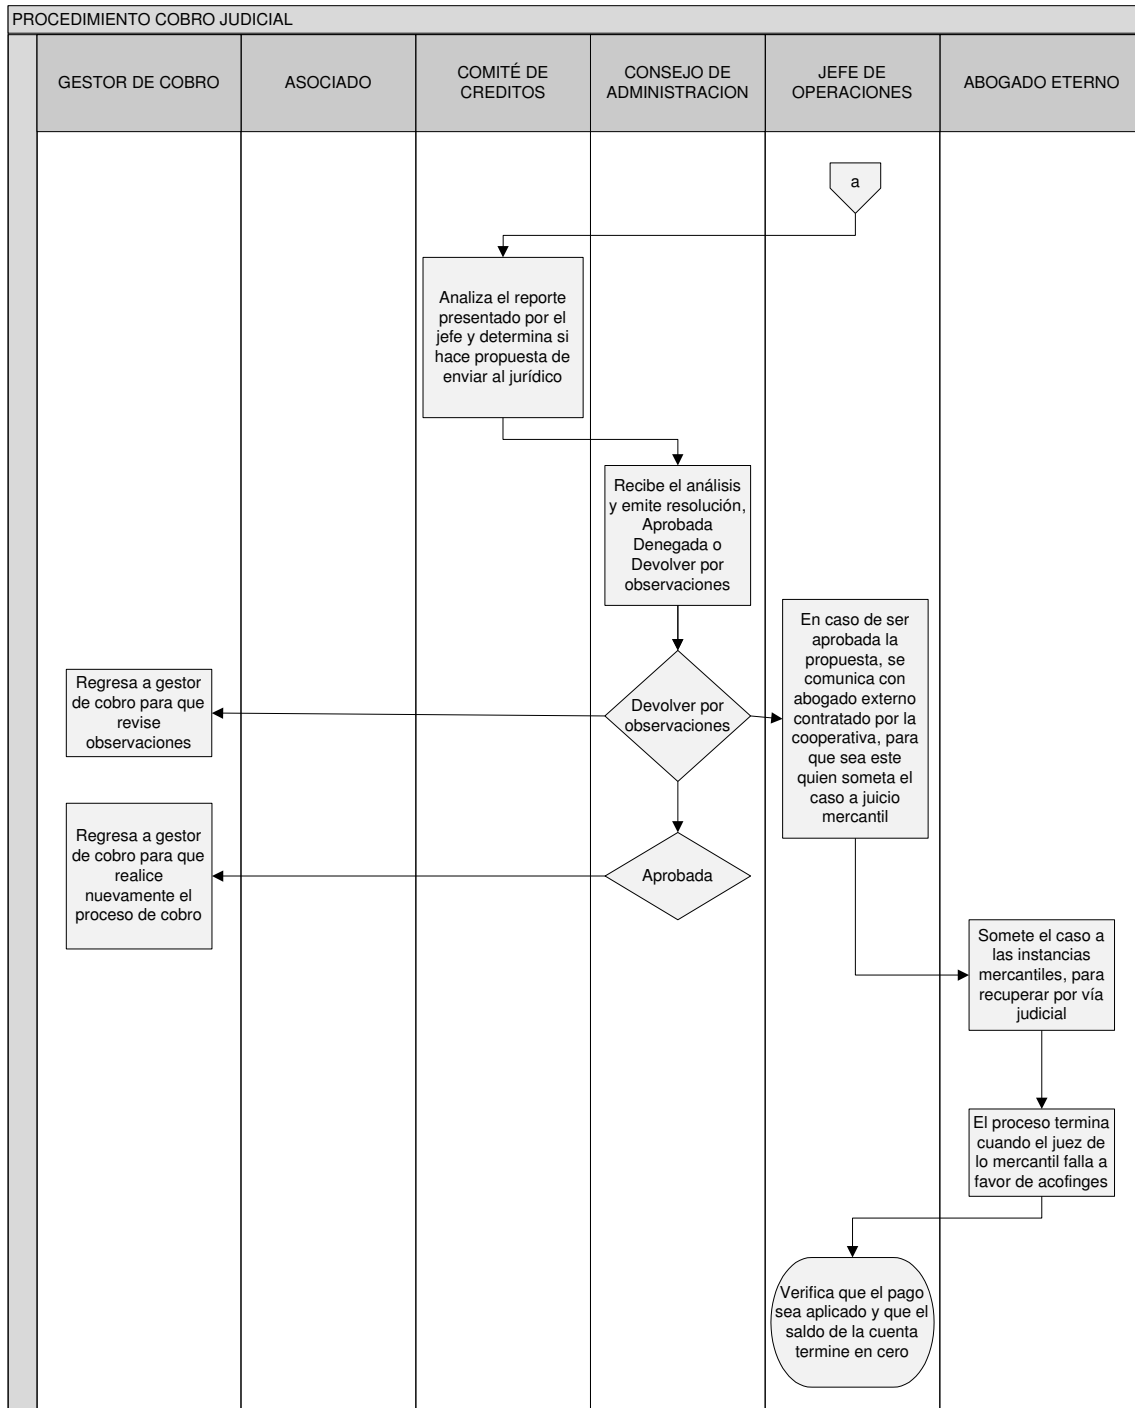 PROCEDIMIENTO COBRO JUDICIAL
GESTOR DE COBRO
ASOCIADO
COMITÉ DE
CREDITOS
CONSEJO DE
ADMINISTRACION
JEFE DE
OPERACIONES
ABOGADO ETERNO
a
Analiza el reporte
presentado por el
jefe y determina si
hace propuesta de
enviar al jurídico
Recibe el análisis
y emite resolución,
Aprobada
Denegada o
Devolver por
observaciones
Devolver por
observaciones
Regresa a gestor
de cobro para que
revise
observaciones
En caso de ser
aprobada la
propuesta, se
comunica con
abogado externo
contratado por la
cooperativa, para
que sea este
quien someta el
caso a juicio
mercantil
Aprobada
Regresa a gestor
de cobro para que
realice
nuevamente el
proceso de cobro
Somete el caso a
las instancias
mercantiles, para
recuperar por vía
judicial
El proceso termina
cuando el juez de
lo mercantil falla a
favor de acofinges
Verifica que el pago
sea aplicado y que el
saldo de la cuenta
termine en cero